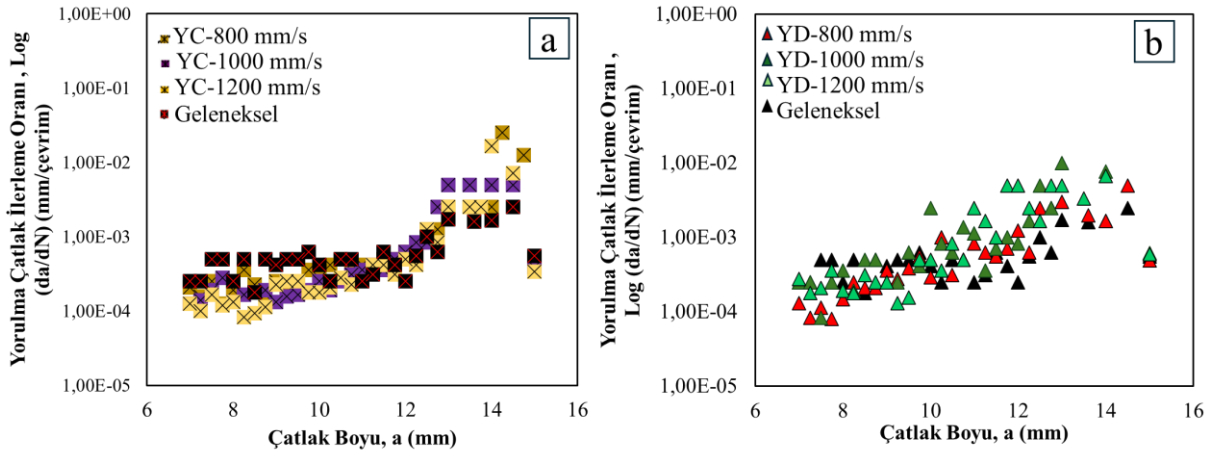 Yorulma Çatlak İlerleme Oranı , Log
(da/dN) (mm/çevrim)
1,00E+00
1,00E-01
1,00E-02
1,00E-03
1,00E-04
1,00E-05
YC-800 mm/s
YC-1000 mm/s
YC-1200 mm/s
Geleneksel
a
6
8
10
12
14
16
Çatlak Boyu, a (mm)
Yorulma Çatlak İlerleme Oranı ,
Log (da/dN) (mm/çevrim)
1,00E+00
1,00E-01
1,00E-02
1,00E-03
1,00E-04
1,00E-05
YD-800 mm/s
YD-1000 mm/s
YD-1200 mm/s
Geleneksel
b
6
8
10
12
14
16
Çatlak Boyu, a (mm)